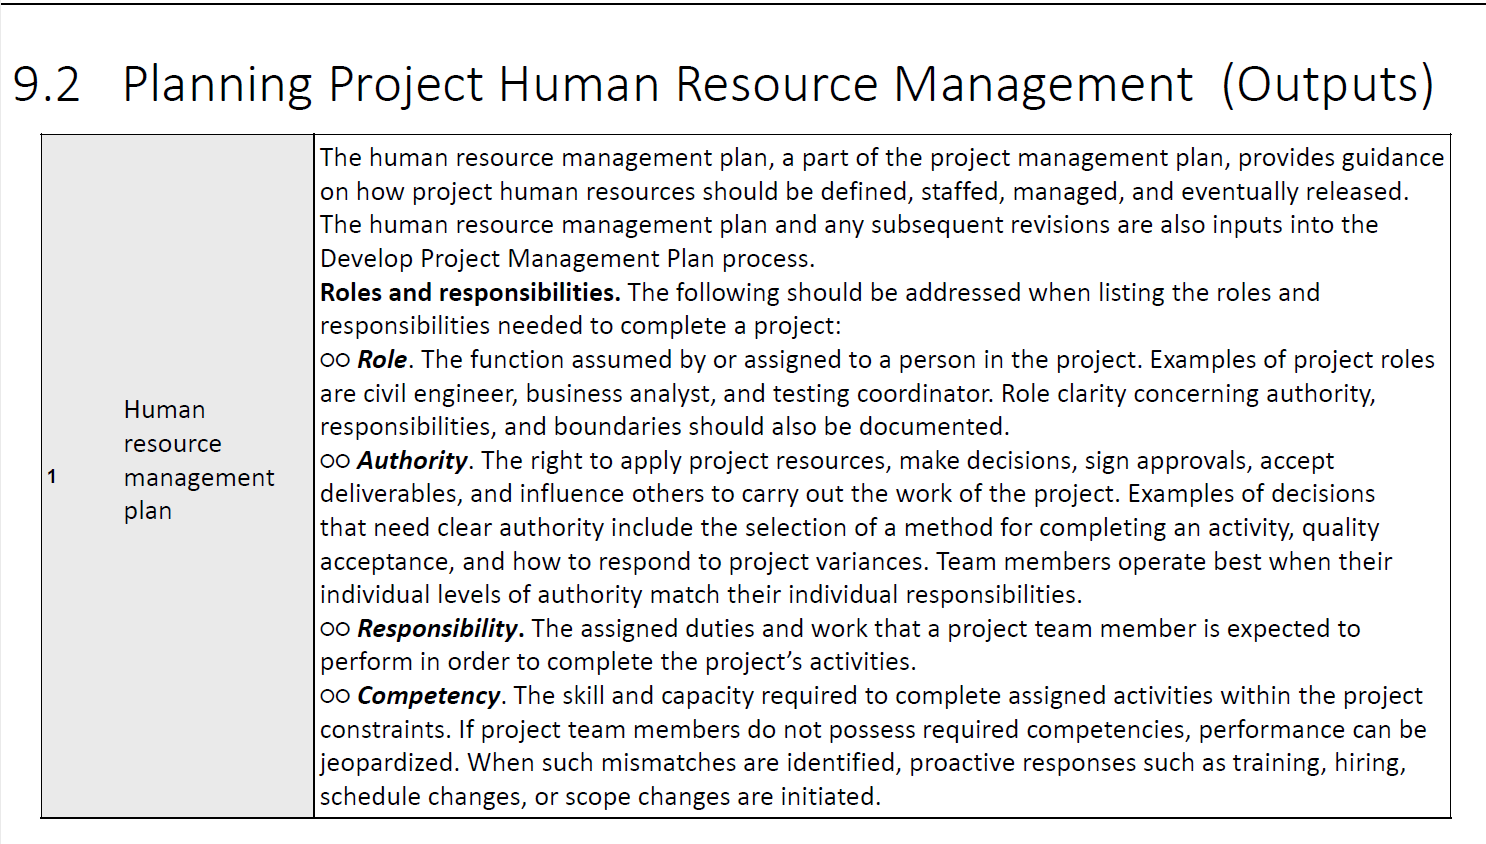 9.2 Planning Project Human Resource Management (Outputs)
1
Human
resource
management
plan
The human resource management plan, a part of the project management plan, provides guidance
on how project human resources should be defined, staffed, managed, and eventually released.
The human resource management plan and any subsequent revisions are also inputs into the
Develop Project Management Plan process.
Roles and responsibilities. The following should be addressed when listing the roles and
responsibilities needed to complete a project:
○○ Role. The function assumed by or assigned to a person in the project. Examples of project roles
are civil engineer, business analyst, and testing coordinator. Role clarity concerning authority,
responsibilities, and boundaries should also be documented.
○○ Authority. The right to apply project resources, make decisions, sign approvals, accept
deliverables, and influence others to carry out the work of the project. Examples of decisions
that need clear authority include the selection of a method for completing an activity, quality
acceptance, and how to respond to project variances. Team members operate best when their
individual levels of authority match their individual responsibilities.
○○ Responsibility. The assigned duties and work that a project team member is expected to
perform in order to complete the project’s activities.
○○ Competency. The skill and capacity required to complete assigned activities within the project
constraints. If project team members do not possess required competencies, performance can be
jeopardized. When such mismatches are identified, proactive responses such as training, hiring,
schedule changes, or scope changes are initiated.